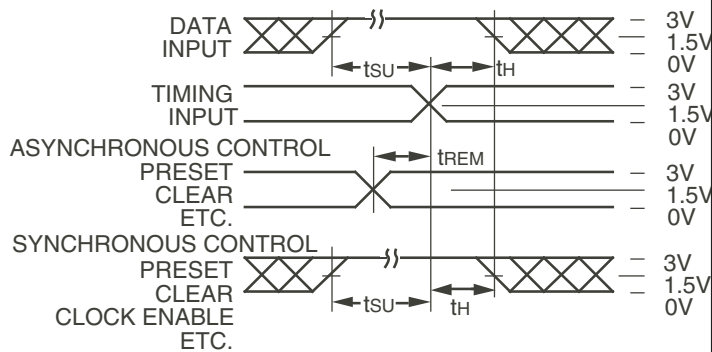 DATA
INPUT
3V
1.5V
0V
tSU
tH
TIMING
INPUT
3V
1.5V
0V
ASYNCHRONOUS CONTROL
PRESET
CLEAR
ETC.
tREM
3V
1.5V
0V
SYNCHRONOUS CONTROL
PRESET
CLEAR
CLOCK ENABLE
ETC.
tSU
tH
3V
1.5V
0V